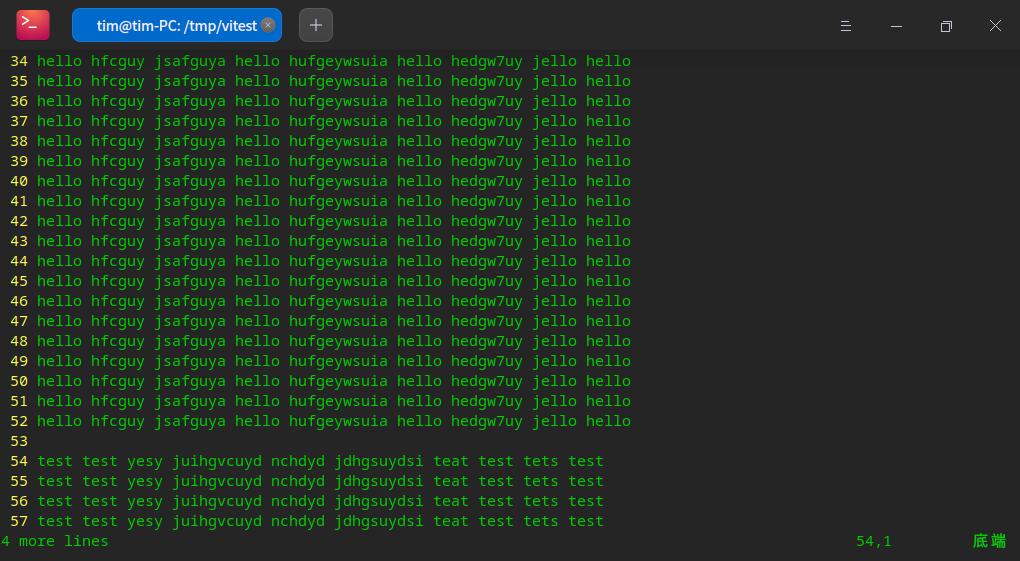 >_ tim@tim-PC: /tmp/vitest × +
34 hello hfcguy jsafguya hello hufgeywsuia hello hedgw7uy jello hello
35 hello hfcguy jsafguya hello hufgeywsuia hello hedgw7uy jello hello
36 hello hfcguy jsafguya hello hufgeywsuia hello hedgw7uy jello hello
37 hello hfcguy jsafguya hello hufgeywsuia hello hedgw7uy jello hello
38 hello hfcguy jsafguya hello hufgeywsuia hello hedgw7uy jello hello
39 hello hfcguy jsafguya hello hufgeywsuia hello hedgw7uy jello hello
40 hello hfcguy jsafguya hello hufgeywsuia hello hedgw7uy jello hello
41 hello hfcguy jsafguya hello hufgeywsuia hello hedgw7uy jello hello
42 hello hfcguy jsafguya hello hufgeywsuia hello hedgw7uy jello hello
43 hello hfcguy jsafguya hello hufgeywsuia hello hedgw7uy jello hello
44 hello hfcguy jsafguya hello hufgeywsuia hello hedgw7uy jello hello
45 hello hfcguy jsafguya hello hufgeywsuia hello hedgw7uy jello hello
46 hello hfcguy jsafguya hello hufgeywsuia hello hedgw7uy jello hello
47 hello hfcguy jsafguya hello hufgeywsuia hello hedgw7uy jello hello
48 hello hfcguy jsafguya hello hufgeywsuia hello hedgw7uy jello hello
49 hello hfcguy jsafguya hello hufgeywsuia hello hedgw7uy jello hello
50 hello hfcguy jsafguya hello hufgeywsuia hello hedgw7uy jello hello
51 hello hfcguy jsafguya hello hufgeywsuia hello hedgw7uy jello hello
52 hello hfcguy jsafguya hello hufgeywsuia hello hedgw7uy jello hello
53
54 test test yesy juihgvcuyd nchdyd jdhgsuydsi teat test tets test
55 test test yesy juihgvcuyd nchdyd jdhgsuydsi teat test tets test
56 test test yesy juihgvcuyd nchdyd jdhgsuydsi teat test tets test
57 test test yesy juihgvcuyd nchdyd jdhgsuydsi teat test tets test
4 more lines 54,1 底端